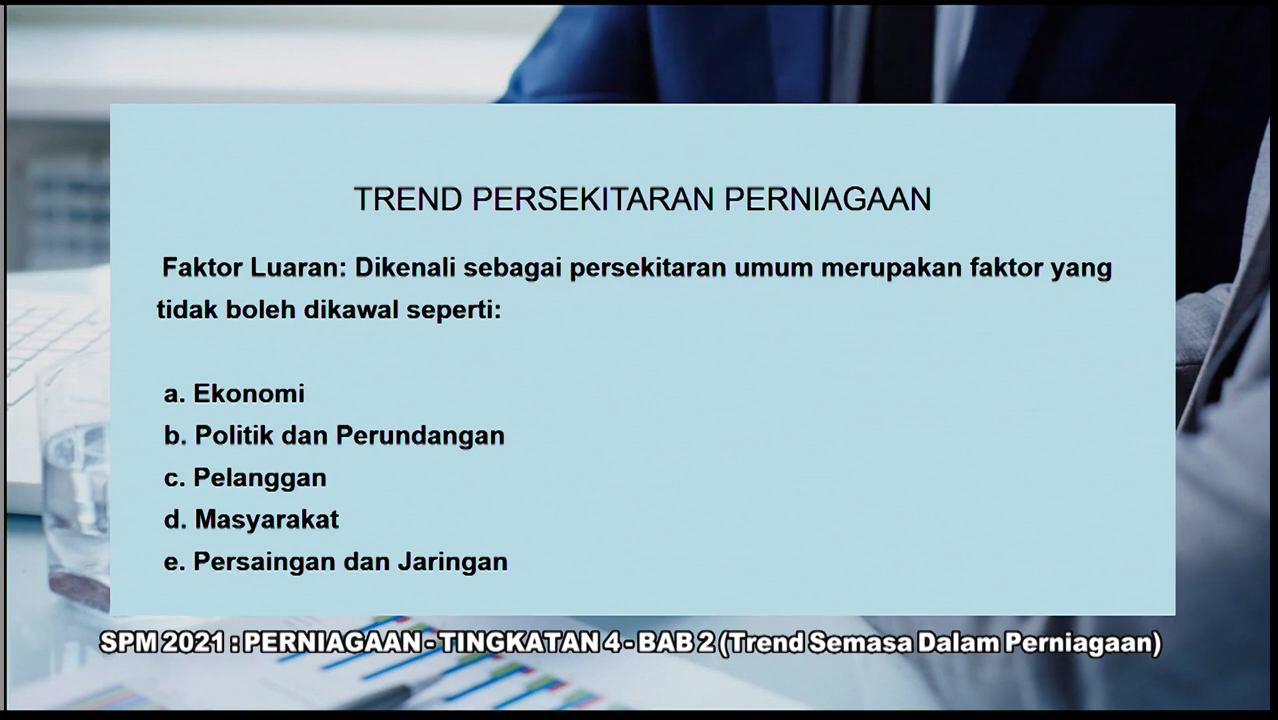 TREND PERSEKITARAN PERNIAGAAN
Faktor Luaran: Dikenali sebagai persekitaran umum merupakan faktor yang
tidak boleh dikawal seperti:
a. Ekonomi
b. Politik dan Perundangan
c. Pelanggan
d. Masyarakat
e. Persaingan dan Jaringan
SPM 2021 : PERNIAGAAN - TINGKATAN 4 - BAB 2 (Trend Semasa Dalam Perniagaan)